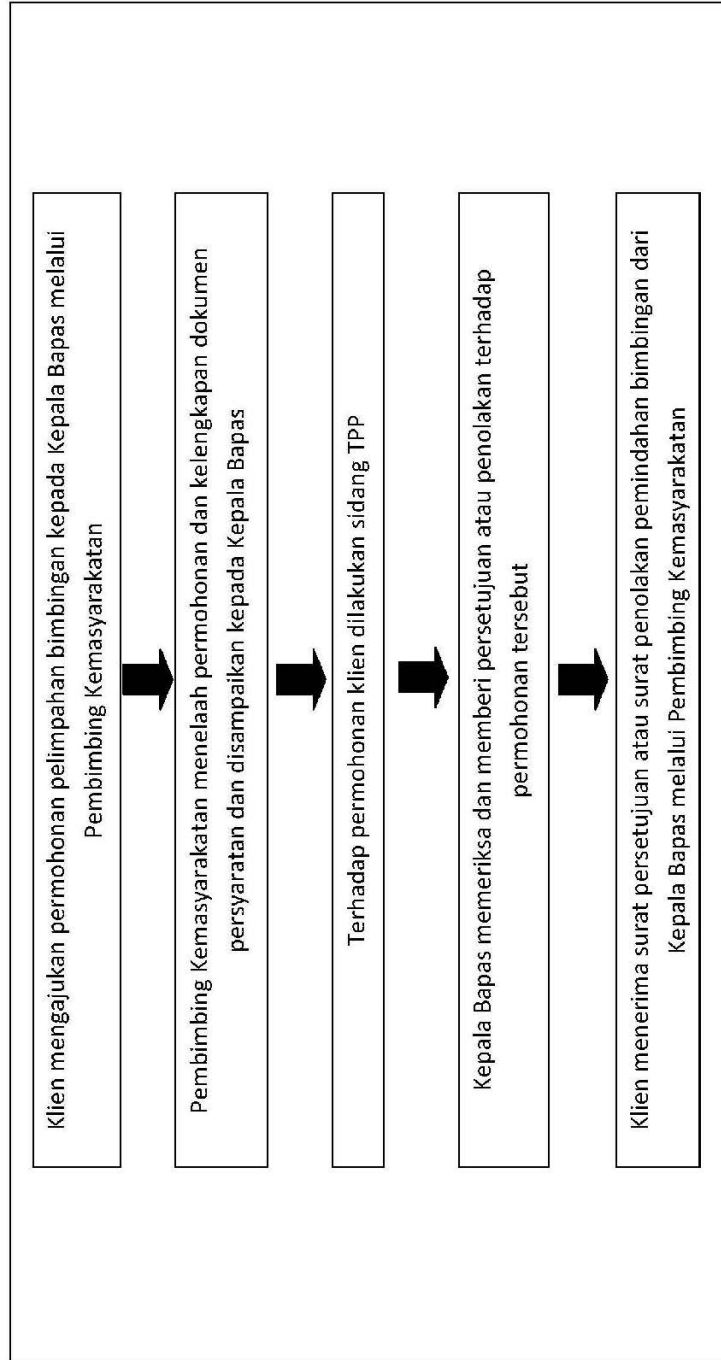 Klien mengajukan permohonan pelimpahan bimbingan kepada Kepala Bapas melalui
Pembimbing Kemasyarakatan
Pembimbing Kemasyarakatan menelaah permohonan dan kelengkapan dokumen
persyaratan dan disampaikan kepada Kepala Bapas
Terhadap permohonan klien dilakukan sidang TPP
Kepala Bapas memeriksa dan memberi persetujuan atau penolakan terhadap
permohonan tersebut
Klien menerima surat persetujuan atau surat penolakan pemindahan bimbingan dari
Kepala Bapas melalui Pembimbing Kemasyarakatan